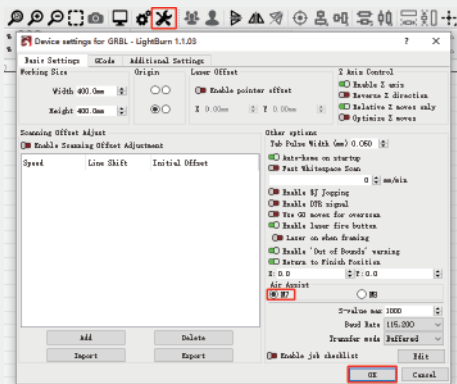 Device settings for GRBL - LightBurn 1.1.03
Basic Settings GCode Additional Settings
Working Size Origin Laser Offset Z Axis Control
Width 400.0mm Enable pointer offset Enable Z axis
Reverse Z direction
Height 400.0mm X 0.00mm Y 0.00mm Relative Z moves only
Optimize Z moves
Scanning Offset Adjust Other options
Enable Scanning Offset Adjustment Tab Pulse Width (mm) 0.050
Speed Line Shift Initial Offset Auto-home on startup
Fast Whitespace Scan
0 mm/min
Enable $J Jogging
Enable DTR signal
Use G0 moves for overscan
Enable laser fire button
Laser on when framing
Enable 'Out of Bounds' warning
Return to Finish Position
X: 0.0 Y: 0.0
Air Assist
M7 M8
S-value max 1000
Baud Rate 115,200
Add Delete Transfer mode Buffered
Import Export Enable job checklist Edit
OK Cancel